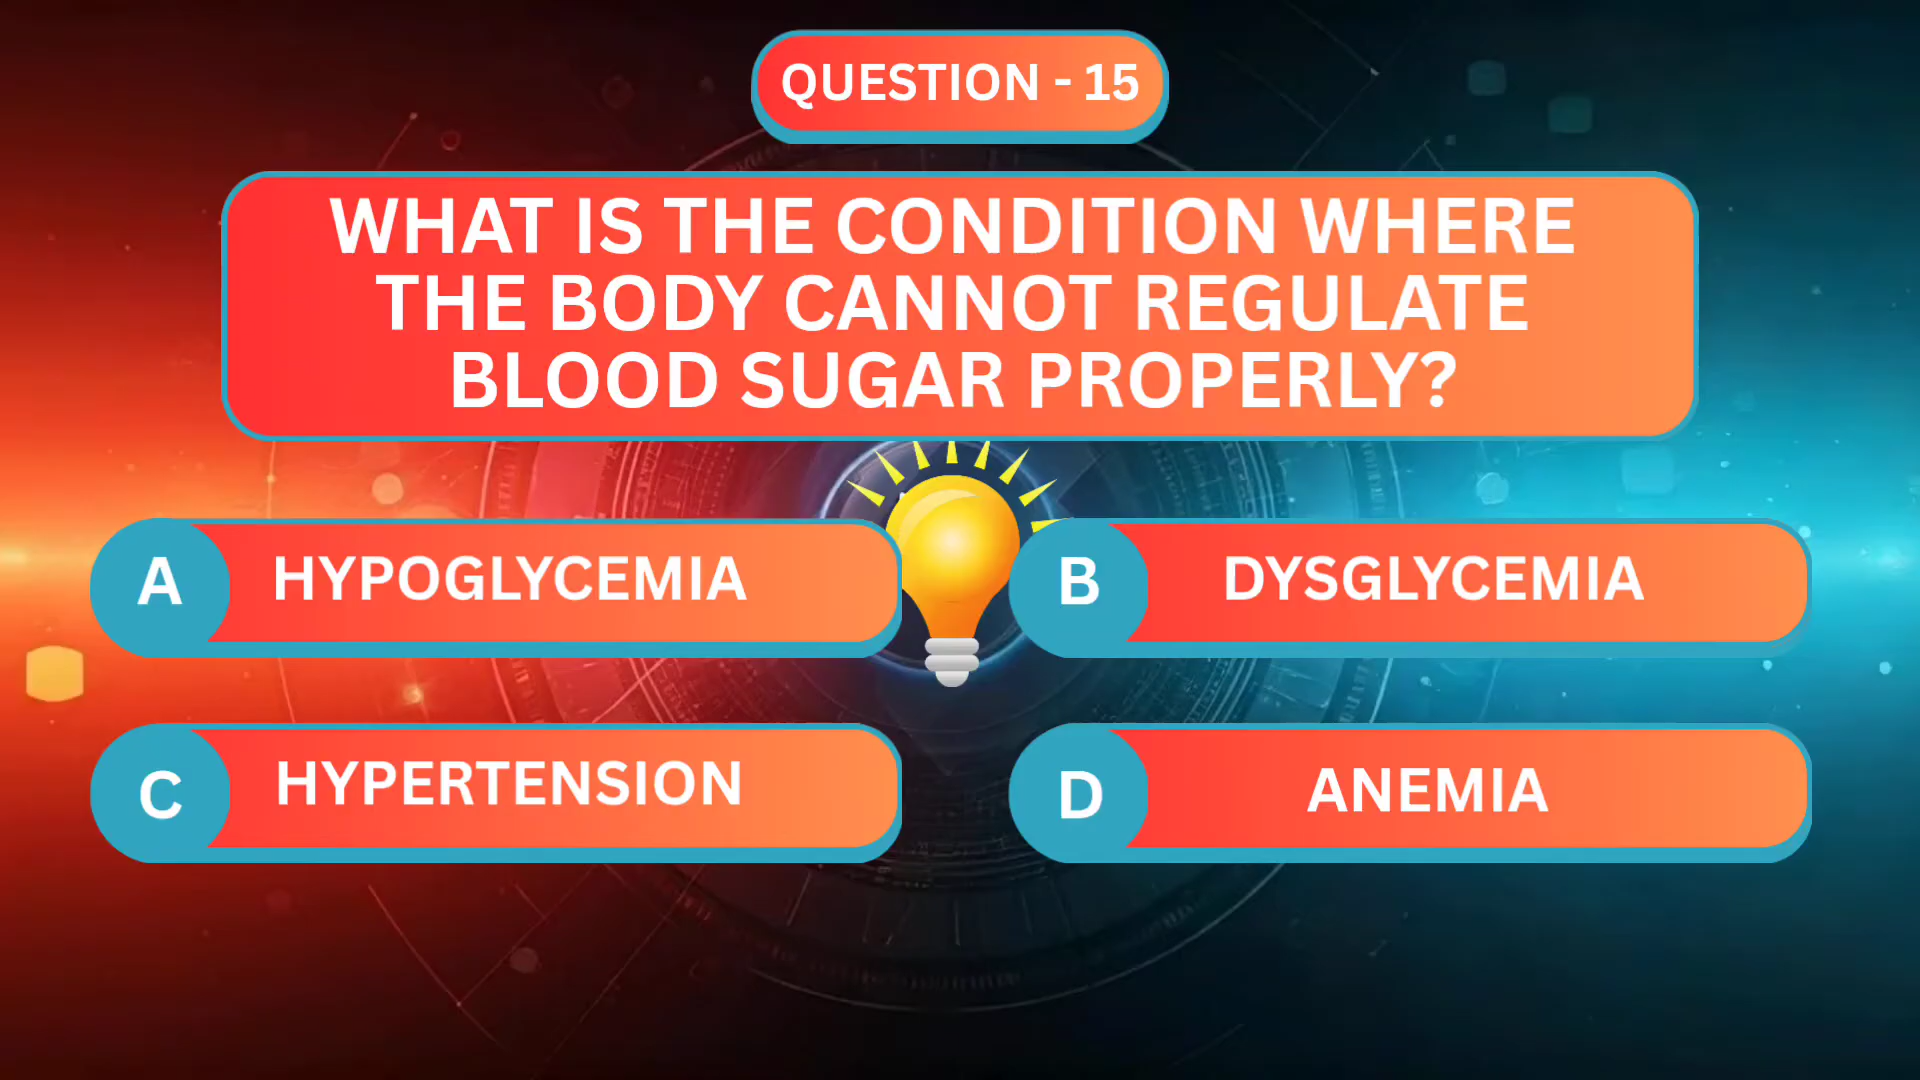 QUESTION - 15
WHAT IS THE CONDITION WHERE
THE BODY CANNOT REGULATE
BLOOD SUGAR PROPERLY?
A HYPOGLYCEMIA
B DYSGLYCEMIA
C HYPERTENSION
D ANEMIA